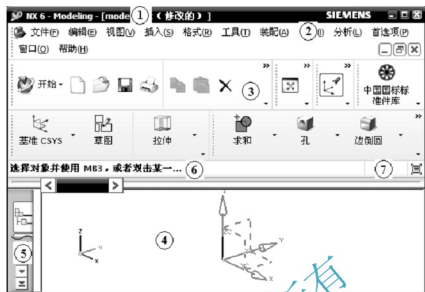 NX 6 - Modeling - [mode ① (修改的) ] SIEMENS
文件(F) 编辑(E) 视图(V) 插入(S) 格式(R) 工具(T) 装配(A) ② (I) 分析(L) 首选项(P)
窗口(O) 帮助(H)
开始 ③ 中国国标标准件库
基准 CSYS 草图 拉伸 求和 孔 边倒圆
选择对象并使用 MB3，或者双击某一... ⑥ ⑦
Z Y X ④
⑤
有